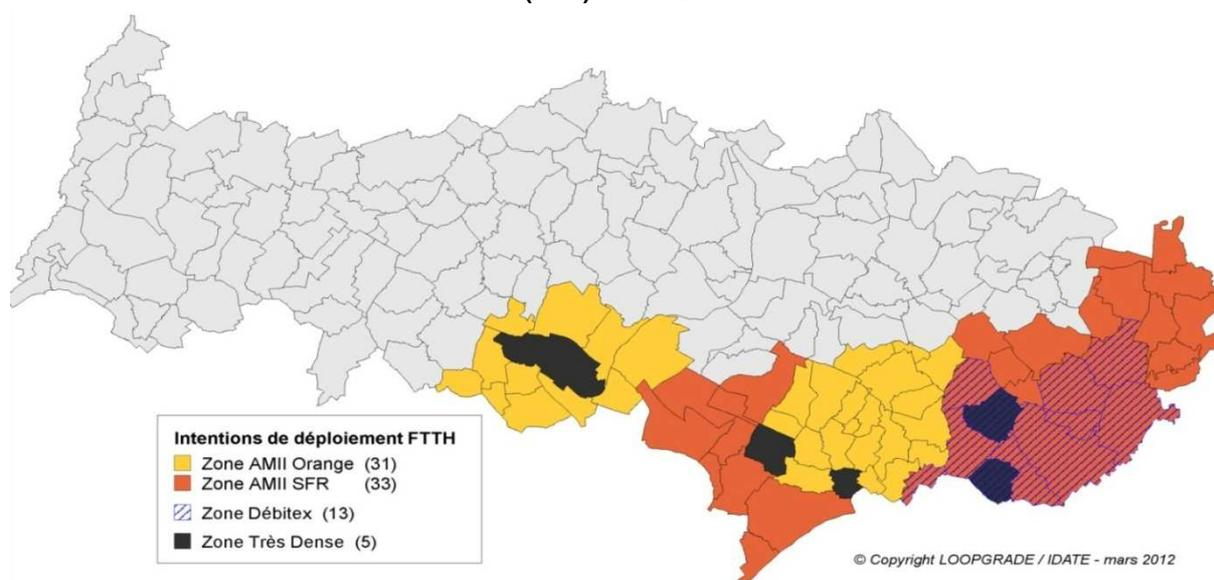 Intentions de déploiement FTTH
Zone AMII Orange (31)
Zone AMII SFR (33)
Zone Débitex (13)
Zone Très Dense (5)
© Copyright LOOPGRADE / IDATE - mars 2012